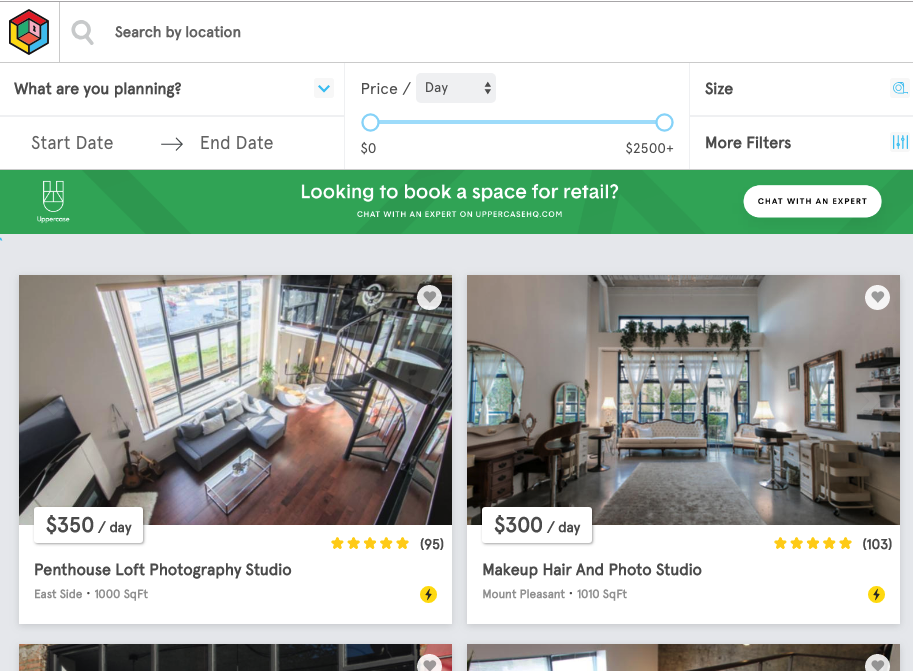 Search by location
What are you planning?
Start Date → End Date
Price / Day
$0 $2500+
Size
More Filters
Uppercase
Looking to book a space for retail?
CHAT WITH AN EXPERT ON UPPERCASEHQ.COM
CHAT WITH AN EXPERT
$350 / day
(95)
Penthouse Loft Photography Studio
East Side • 1000 SqFt
$300 / day
(103)
Makeup Hair And Photo Studio
Mount Pleasant • 1010 SqFt